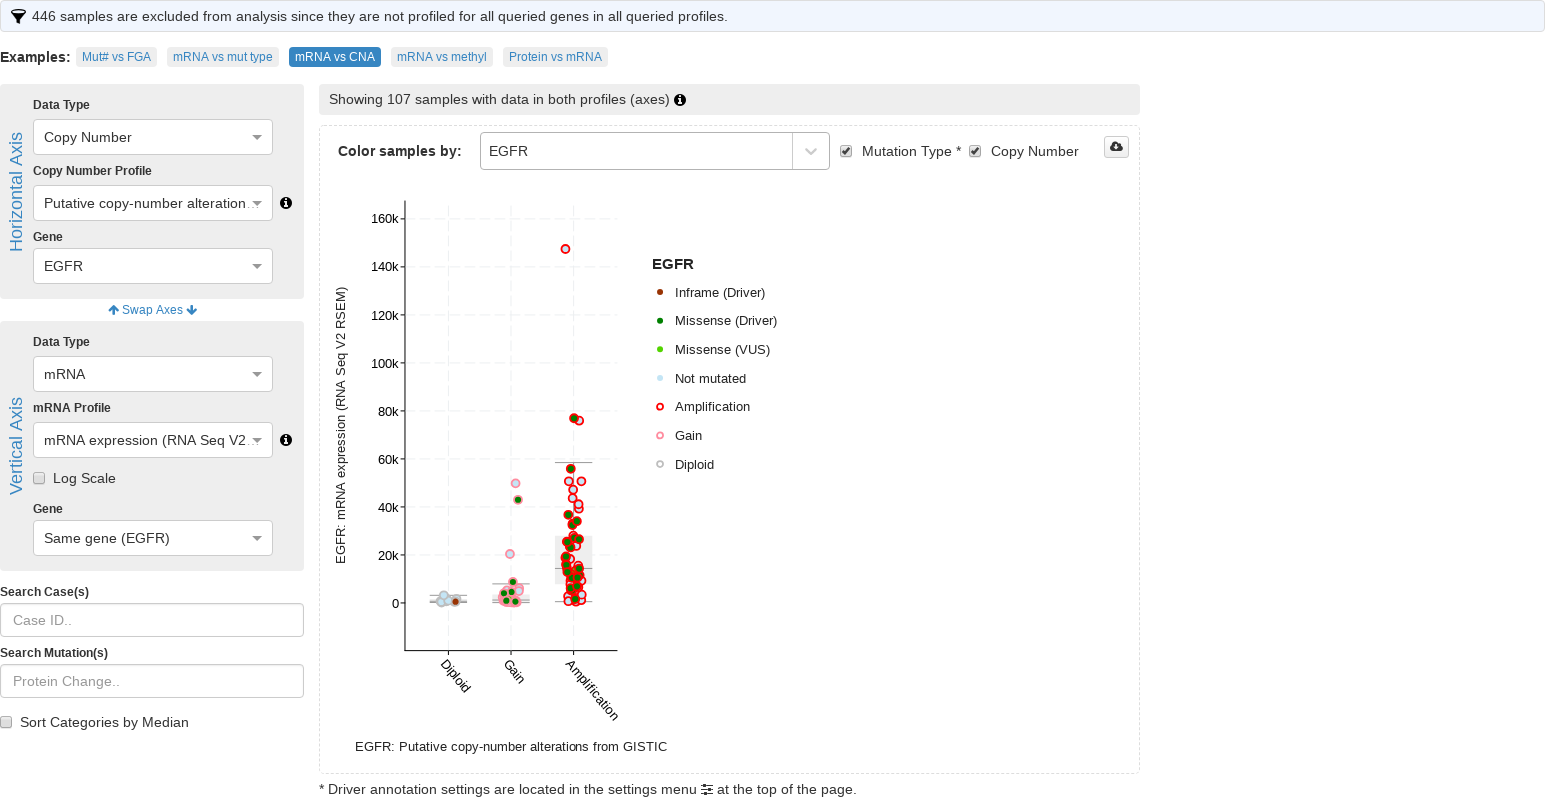 446 samples are excluded from analysis since they are not profiled for all queried genes in all queried profiles.
Examples: Mut# vs FGA mRNA vs mut type mRNA vs CNA mRNA vs methyl Protein vs mRNA
Horizontal Axis
Data Type
Copy Number
Copy Number Profile
Putative copy-number alteration...
Gene
EGFR
Swap Axes
Vertical Axis
Data Type
mRNA
mRNA Profile
mRNA expression (RNA Seq V2...
Log Scale
Gene
Same gene (EGFR)
Search Case(s)
Case ID..
Search Mutation(s)
Protein Change..
Sort Categories by Median
Showing 107 samples with data in both profiles (axes)
Color samples by: EGFR Mutation Type * Copy Number
EGFR: mRNA expression (RNA Seq V2 RSEM)
160k
140k
120k
100k
80k
60k
40k
20k
0
Diploid
Gain
Amplification
EGFR: Putative copy-number alterations from GISTIC
EGFR
Inframe (Driver)
Missense (Driver)
Missense (VUS)
Not mutated
Amplification
Gain
Diploid
* Driver annotation settings are located in the settings menu at the top of the page.